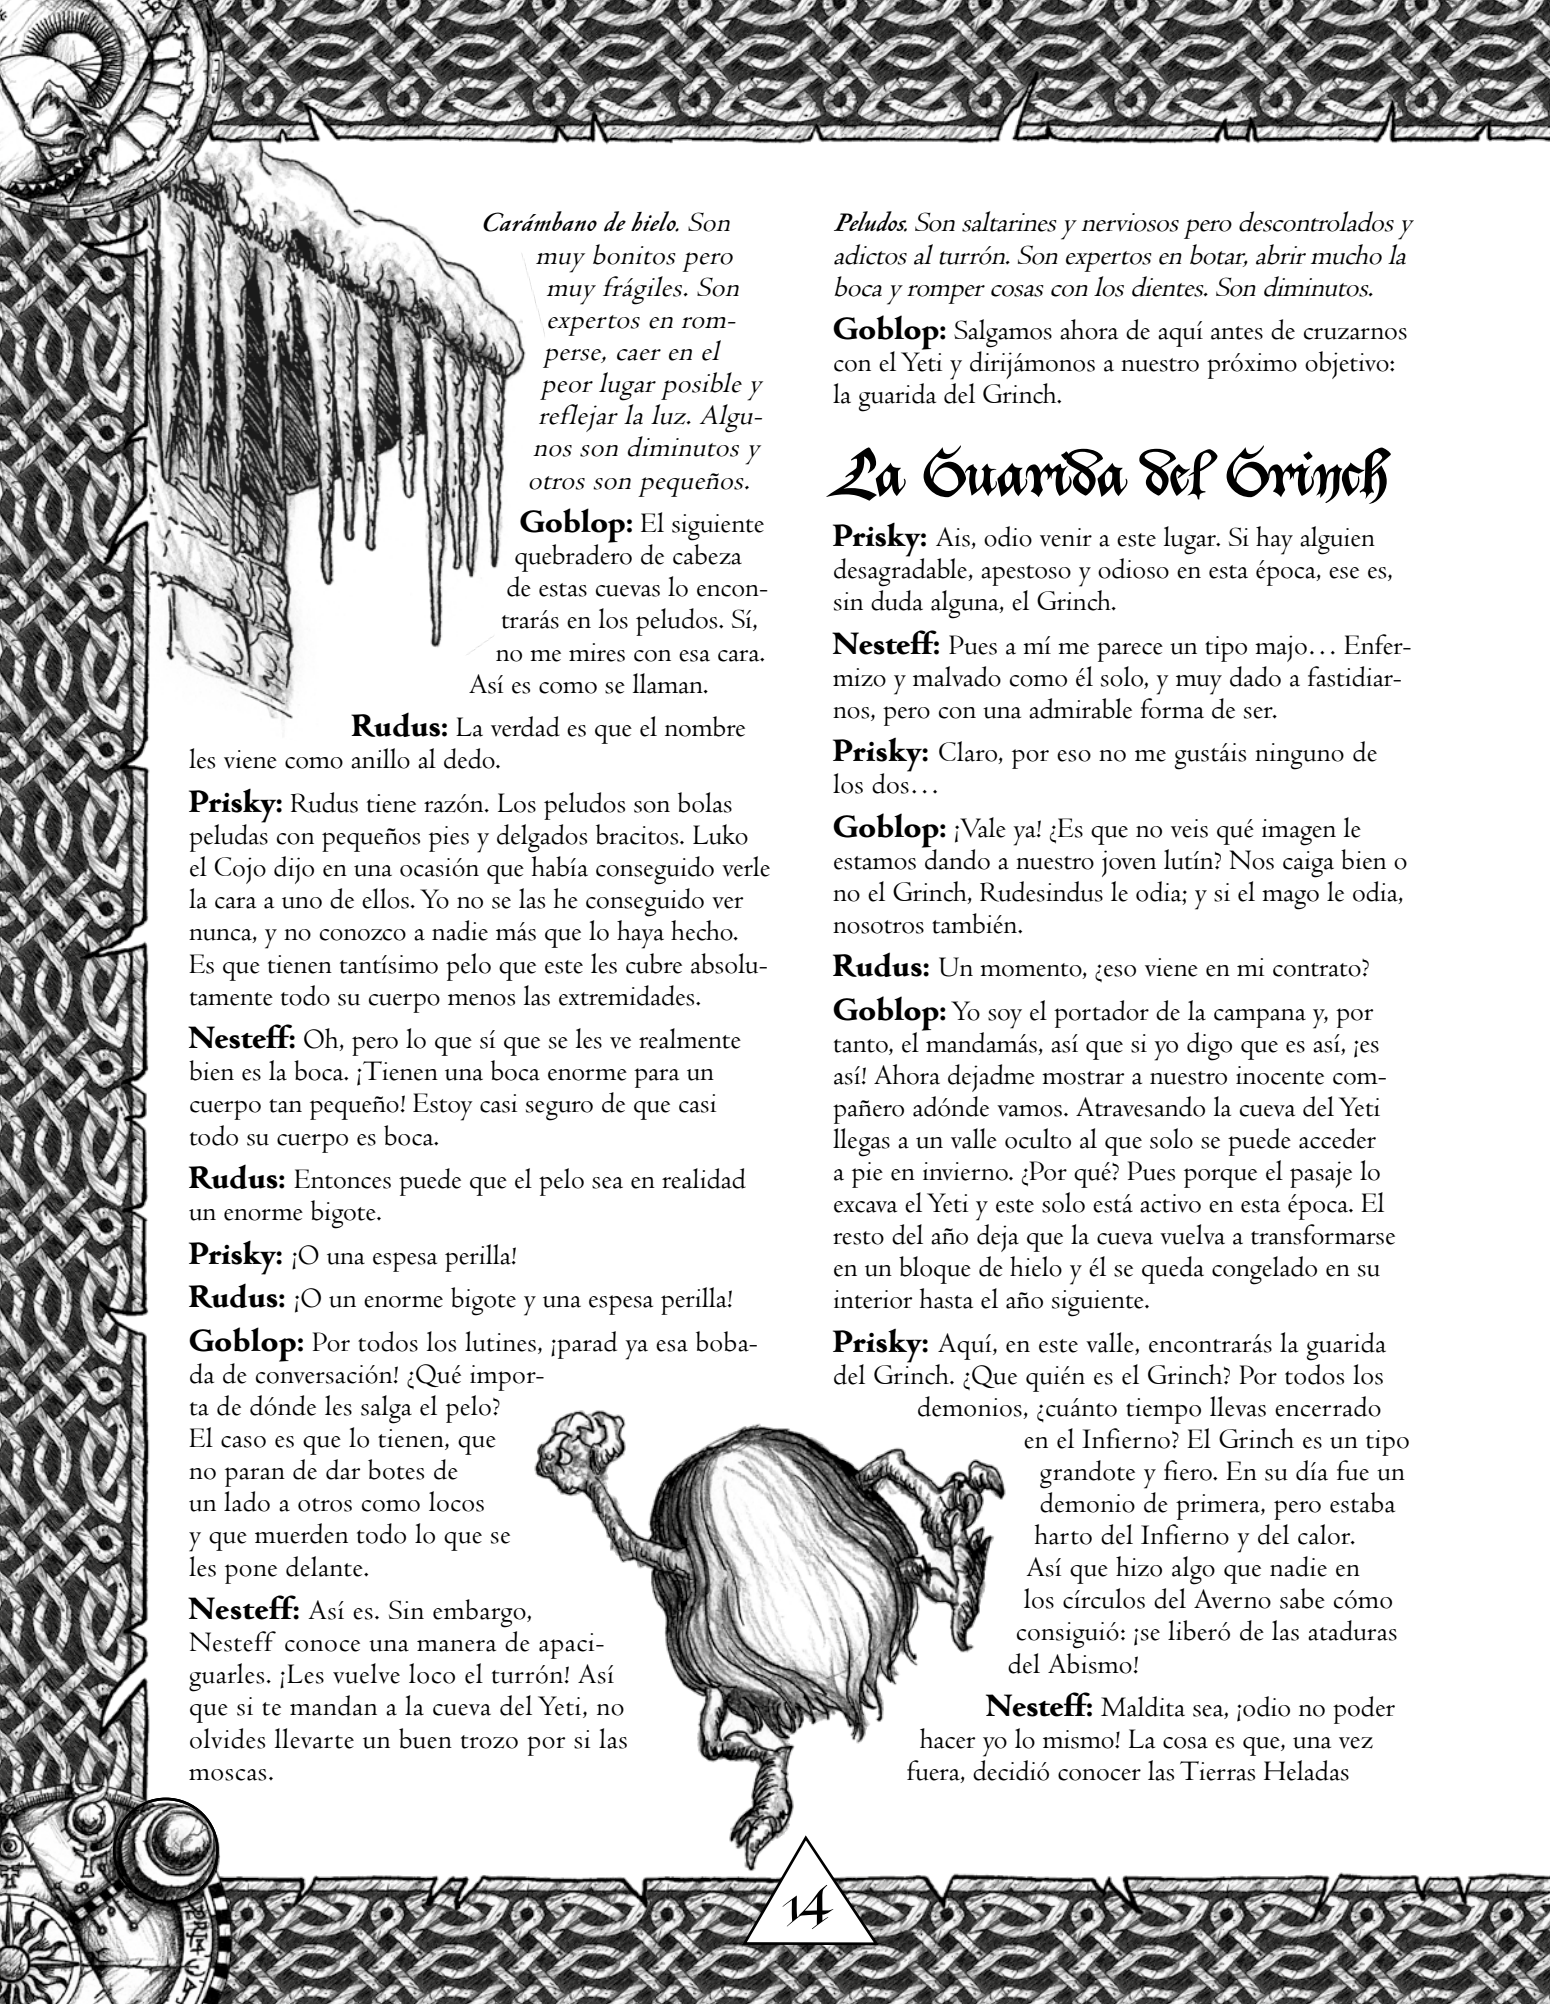 Carámbano de hielo. Son
muy bonitos pero
muy frágiles. Son
expertos en rom-
perse, caer en el
peor lugar posible y
reflejar la luz. Algu-
nos son diminutos y
otros son pequeños.
Goblop: El siguiente
quebradero de cabeza
de estas cuevas lo encon-
trarás en los peludos. Sí,
no me mires con esa cara.
Así es como se llaman.
Rudus: La verdad es que el nombre
les viene como anillo al dedo.
Prisky: Rudus tiene razón. Los peludos son bolas
peludas con pequeños pies y delgados bracitos. Luko
el Cojo dijo en una ocasión que había conseguido verle
la cara a uno de ellos. Yo no se las he conseguido ver
nunca, y no conozco a nadie más que lo haya hecho.
Es que tienen tantísimo pelo que este les cubre absolu-
tamente todo su cuerpo menos las extremidades.
Nesteff: Oh, pero lo que sí que se les ve realmente
bien es la boca. ¡Tienen una boca enorme para un
cuerpo tan pequeño! Estoy casi seguro de que casi
todo su cuerpo es boca.
Rudus: Entonces puede que el pelo sea en realidad
un enorme bigote.
Prisky: ¡O una espesa perilla!
Rudus: ¡O un enorme bigote y una espesa perilla!
Goblop: Por todos los lutines, ¡parad ya esa boba-
da de conversación! ¿Qué impor-
ta de dónde les salga el pelo?
El caso es que lo tienen, que
no paran de dar botes de
un lado a otros como locos
y que muerden todo lo que se
les pone delante.
Nesteff: Así es. Sin embargo,
Nesteff conoce una manera de apaci-
guarles. ¡Les vuelve loco el turrón! Así
que si te mandan a la cueva del Yeti, no
olvides llevarte un buen trozo por si las
moscas.
Peludos. Son saltarines y nerviosos pero descontrolados y
adictos al turrón. Son expertos en botar, abrir mucho la
boca y romper cosas con los dientes. Son diminutos.
Goblop: Salgamos ahora de aquí antes de cruzarnos
con el Yeti y dirijámonos a nuestro próximo objetivo:
la guarida del Grinch.
La Guarida del Grinch
Prisky: Ais, odio venir a este lugar. Si hay alguien
desagradable, apestoso y odioso en esta época, ese es,
sin duda alguna, el Grinch.
Nesteff: Pues a mí me parece un tipo majo… Enfer-
mizo y malvado como él solo, y muy dado a fastidiar-
nos, pero con una admirable forma de ser.
Prisky: Claro, por eso no me gustáis ninguno de
los dos…
Goblop: ¡Vale ya! ¿Es que no veis qué imagen le
estamos dando a nuestro joven lutín? Nos caiga bien o
no el Grinch, Rudesindus le odia; y si el mago le odia,
nosotros también.
Rudus: Un momento, ¿eso viene en mi contrato?
Goblop: Yo soy el portador de la campana y, por
tanto, el mandamás, así que si yo digo que es así, ¡es
así! Ahora dejadme mostrar a nuestro inocente com-
pañero adónde vamos. Atravesando la cueva del Yeti
llegas a un valle oculto al que solo se puede acceder
a pie en invierno. ¿Por qué? Pues porque el pasaje lo
excava el Yeti y este solo está activo en esta época. El
resto del año deja que la cueva vuelva a transformarse
en un bloque de hielo y él se queda congelado en su
interior hasta el año siguiente.
Prisky: Aquí, en este valle, encontrarás la guarida
del Grinch. ¿Que quién es el Grinch? Por todos los
demonios, ¿cuánto tiempo llevas encerrado
en el Infierno? El Grinch es un tipo
grandote y fiero. En su día fue un
demonio de primera, pero estaba
harto del Infierno y del calor.
Así que hizo algo que nadie en
los círculos del Averno sabe cómo
consiguió: ¡se liberó de las ataduras
del Abismo!
Nesteff: Maldita sea, ¡odio no poder
hacer yo lo mismo! La cosa es que, una vez
fuera, decidió conocer las Tierras Heladas
14